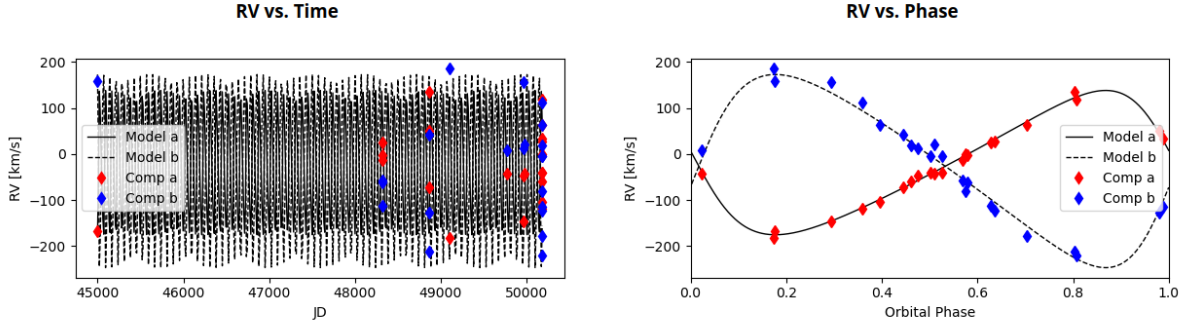 RV vs. Time
RV [km/s]
200
100
0
−100
−200
Model a
Model b
Comp a
Comp b
45000 46000 47000 48000 49000 50000
JD
RV vs. Phase
RV [km/s]
200
100
0
−100
−200
Model a
Model b
Comp a
Comp b
0.0 0.2 0.4 0.6 0.8 1.0
Orbital Phase